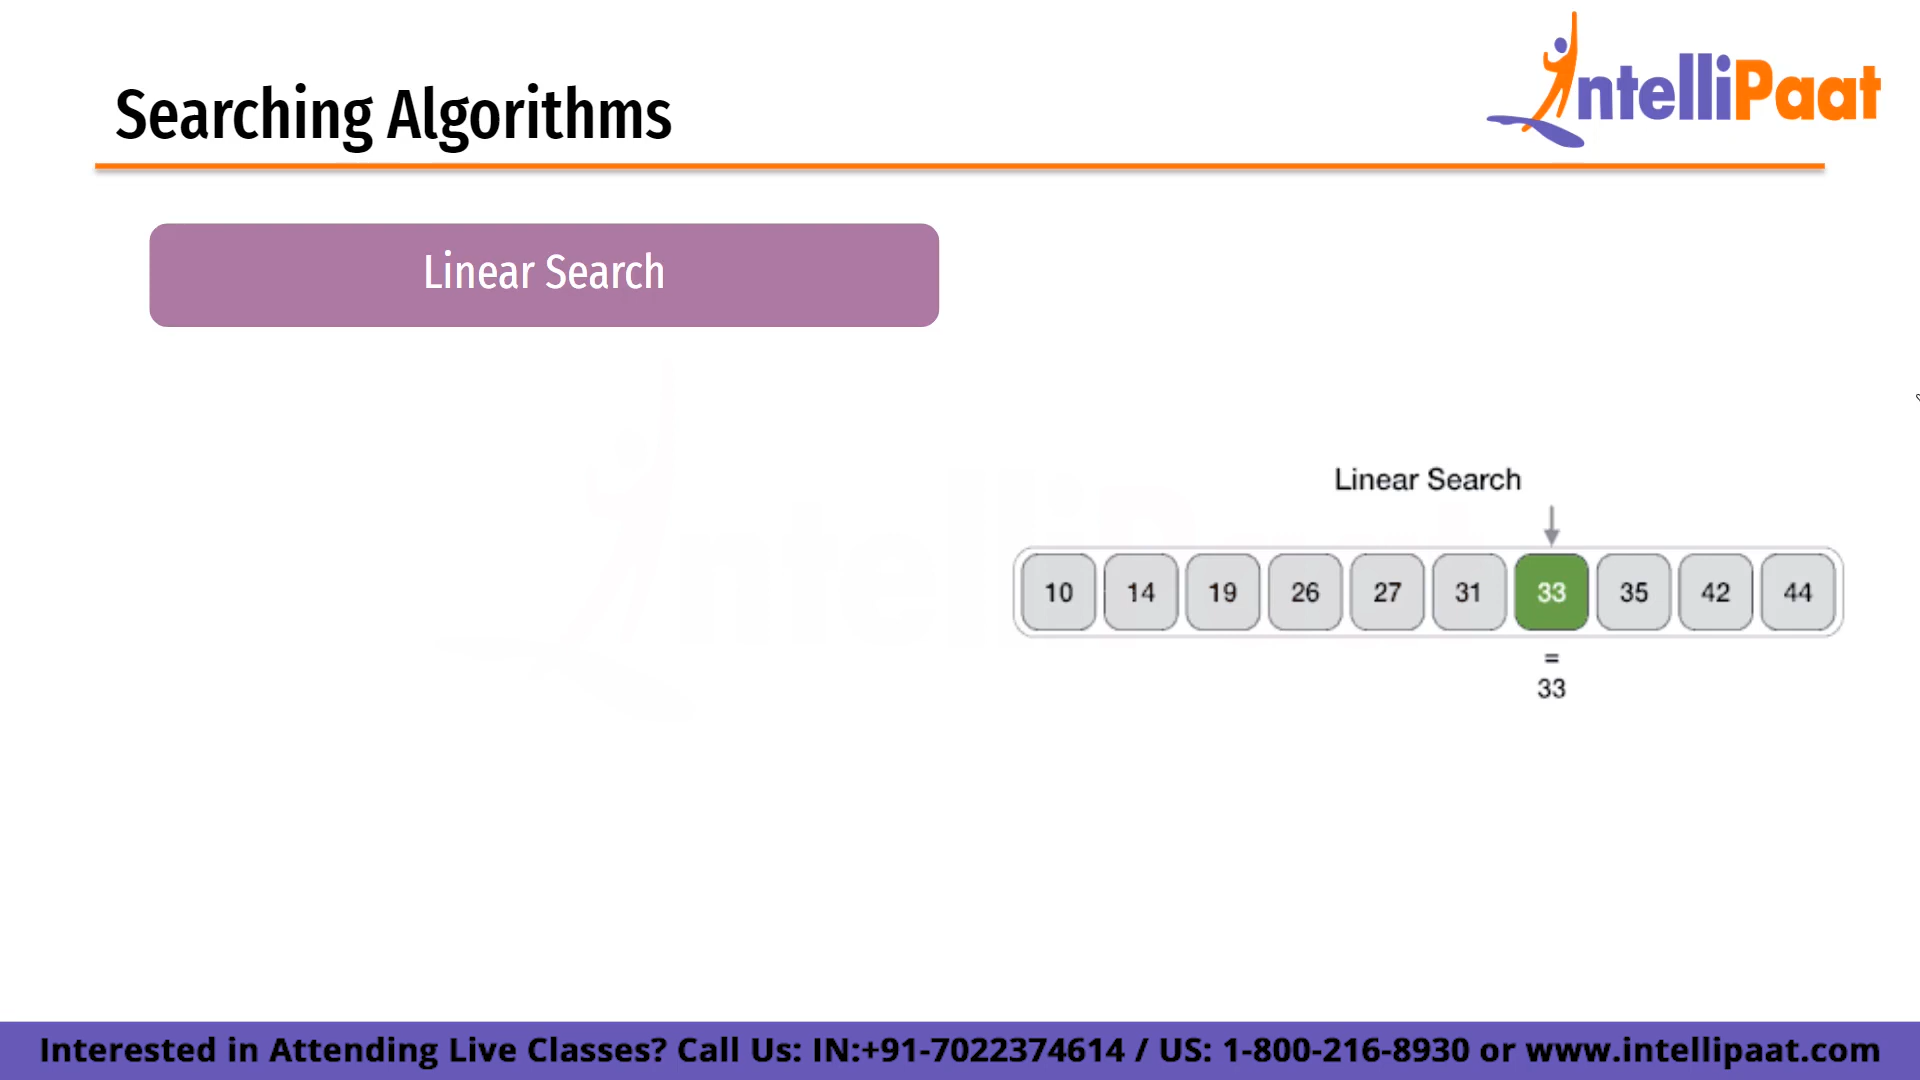 IntelliPaat
Searching Algorithms
Linear Search
Linear Search
10 14 19 26 27 31 33 35 42 44
=
33
Interested in Attending Live Classes? Call Us: IN:+91-7022374614 / US: 1-800-216-8930 or www.intellipaat.com